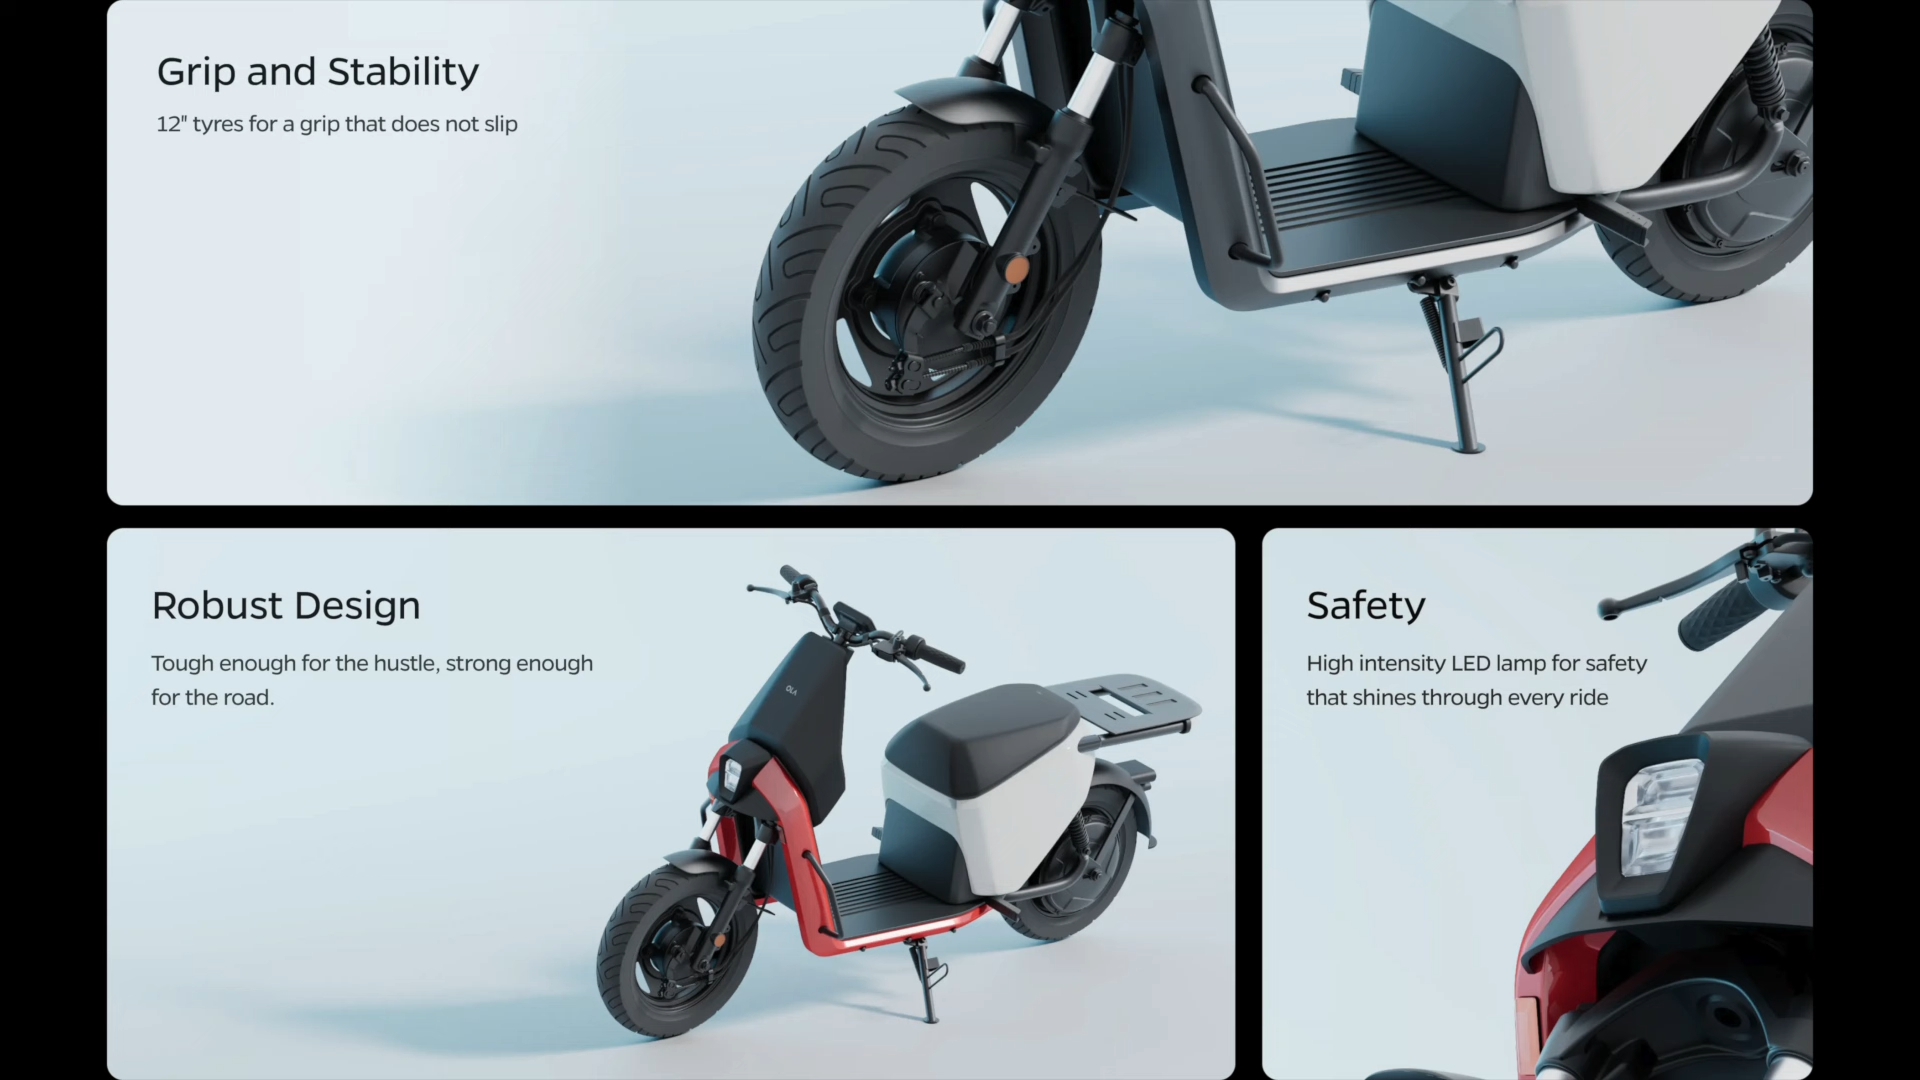 Grip and Stability
12" tyres for a grip that does not slip
Robust Design
Tough enough for the hustle, strong enough
for the road.
OLA
Safety
High intensity LED lamp for safety
that shines through every ride